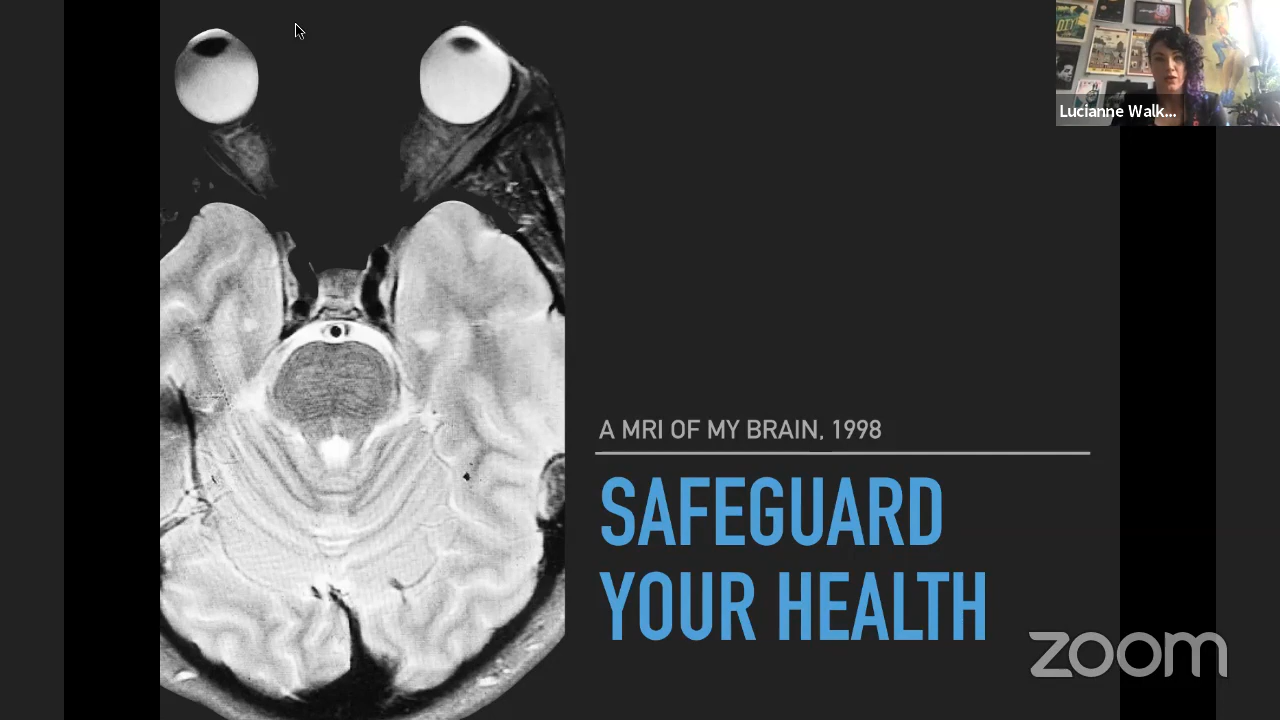 Lucianne Walk...
A MRI OF MY BRAIN, 1998
SAFEGUARD
YOUR HEALTH
zoom